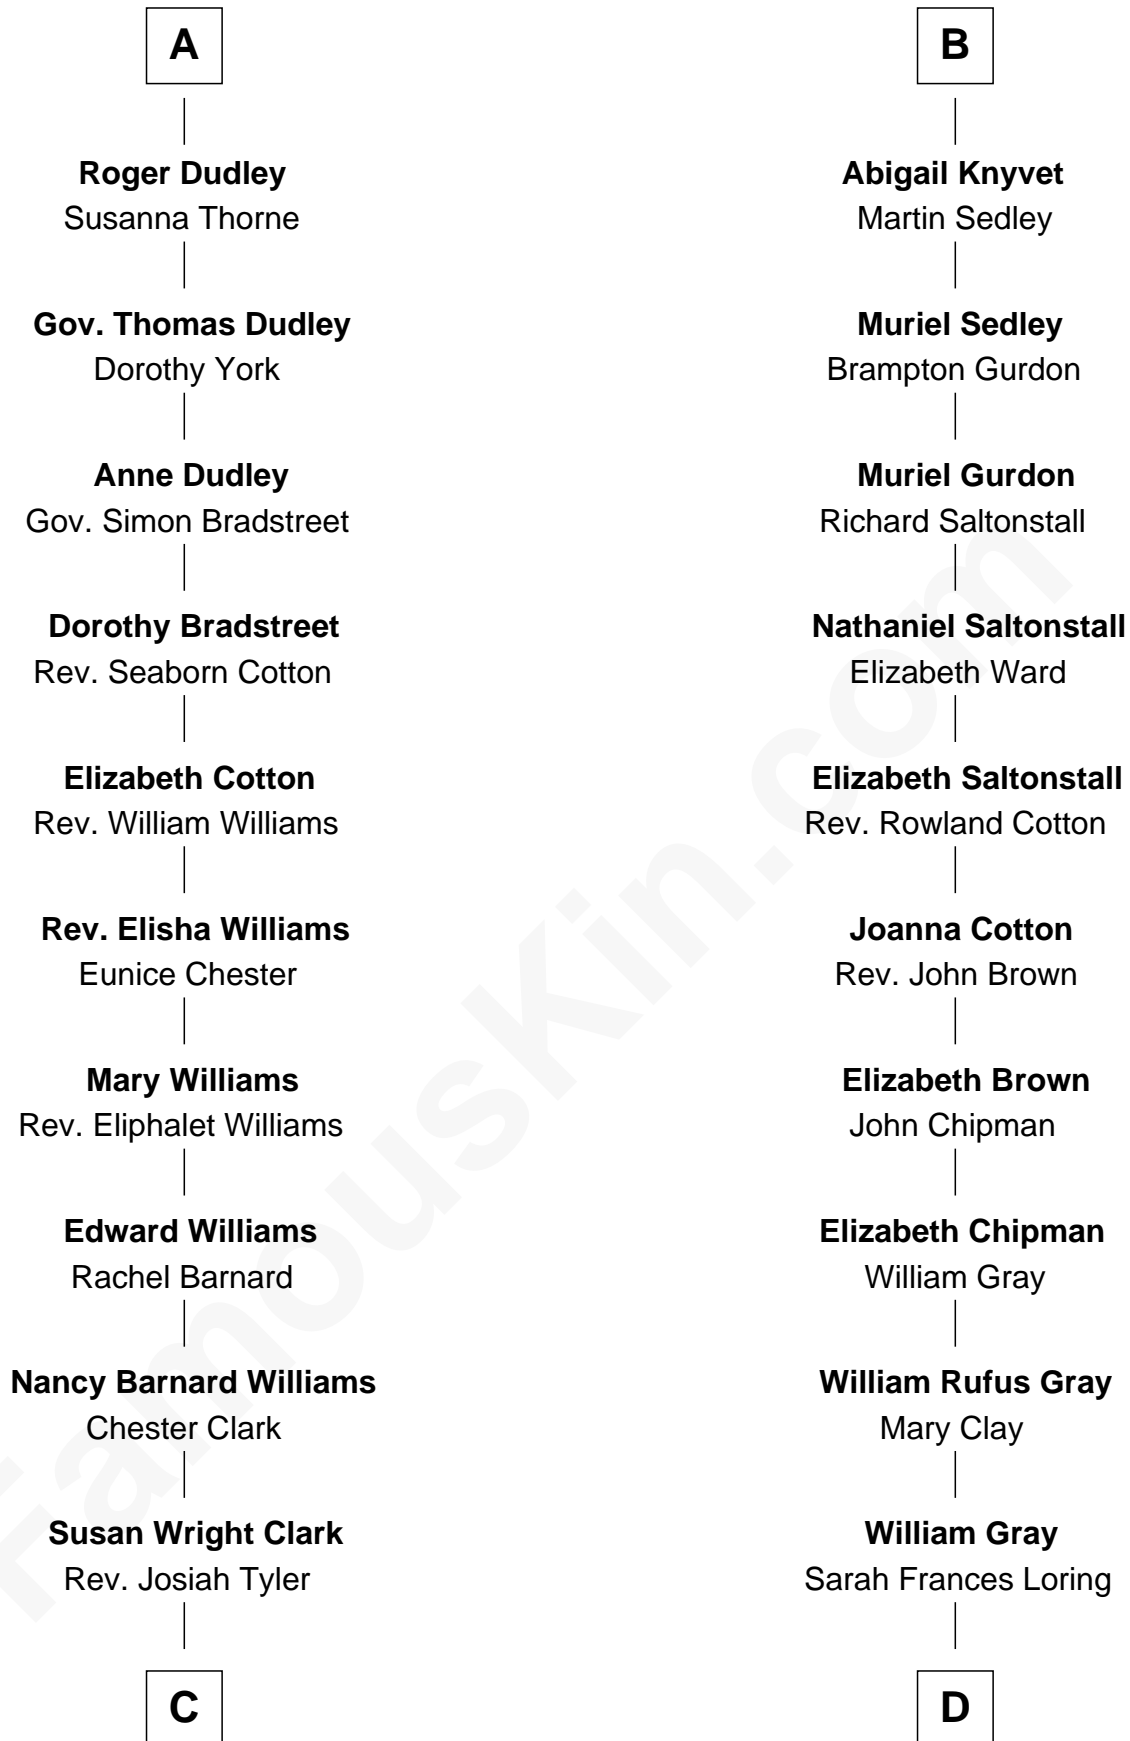 A
Roger Dudley
Susanna Thorne
Gov. Thomas Dudley
Dorothy York
Anne Dudley
Gov. Simon Bradstreet
Dorothy Bradstreet
Rev. Seaborn Cotton
Elizabeth Cotton
Rev. William Williams
Rev. Elisha Williams
Eunice Chester
Mary Williams
Rev. Eliphalet Williams
Edward Williams
Rachel Barnard
Nancy Barnard Williams
Chester Clark
Susan Wright Clark
Rev. Josiah Tyler
C
B
Abigail Knyvet
Martin Sedley
Muriel Sedley
Brampton Gurdon
Muriel Gurdon
Richard Saltonstall
Nathaniel Saltonstall
Elizabeth Ward
Elizabeth Saltonstall
Rev. Rowland Cotton
Joanna Cotton
Rev. John Brown
Elizabeth Brown
John Chipman
Elizabeth Chipman
William Gray
William Rufus Gray
Mary Clay
William Gray
Sarah Frances Loring
D
FamousKin.com